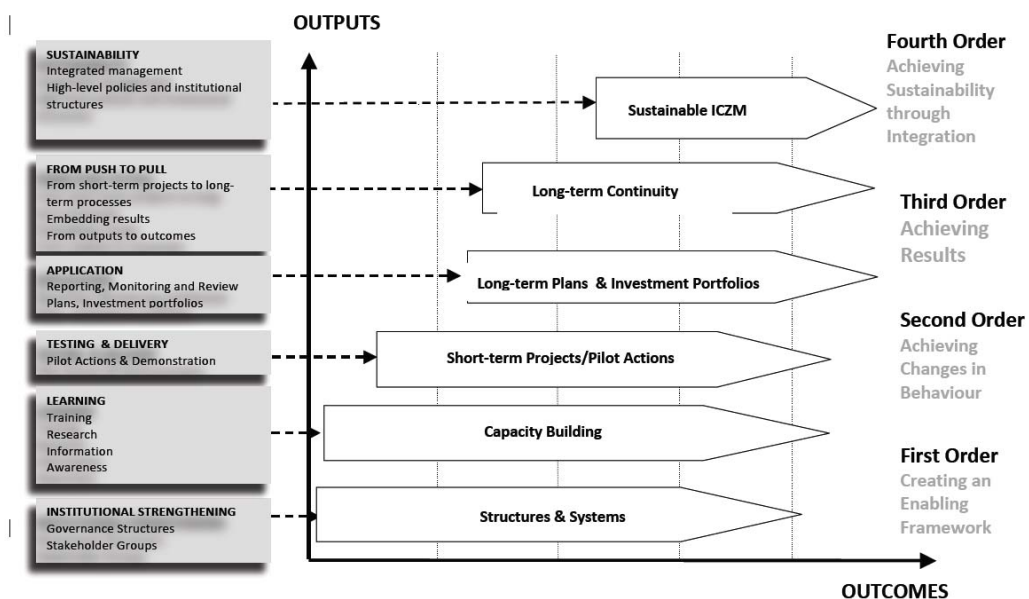 OUTPUTS
SUSTAINABILITY
Integrated management
High-level policies and institutional
structures
FROM PUSH TO PULL
From short-term projects to long-
term processes
Embedding results
From outputs to outcomes
APPLICATION
Reporting, Monitoring and Review
Plans, Investment portfolios
TESTING & DELIVERY
Pilot Actions & Demonstration
LEARNING
Training
Research
Information
Awareness
INSTITUTIONAL STRENGTHENING
Governance Structures
Stakeholder Groups
Sustainable ICZM
Long-term Continuity
Long-term Plans & Investment Portfolios
Short-term Projects/Pilot Actions
Capacity Building
Structures & Systems
Fourth Order
Achieving
Sustainability
through
Integration
Third Order
Achieving
Results
Second Order
Achieving
Changes in
Behaviour
First Order
Creating an
Enabling
Framework
OUTCOMES